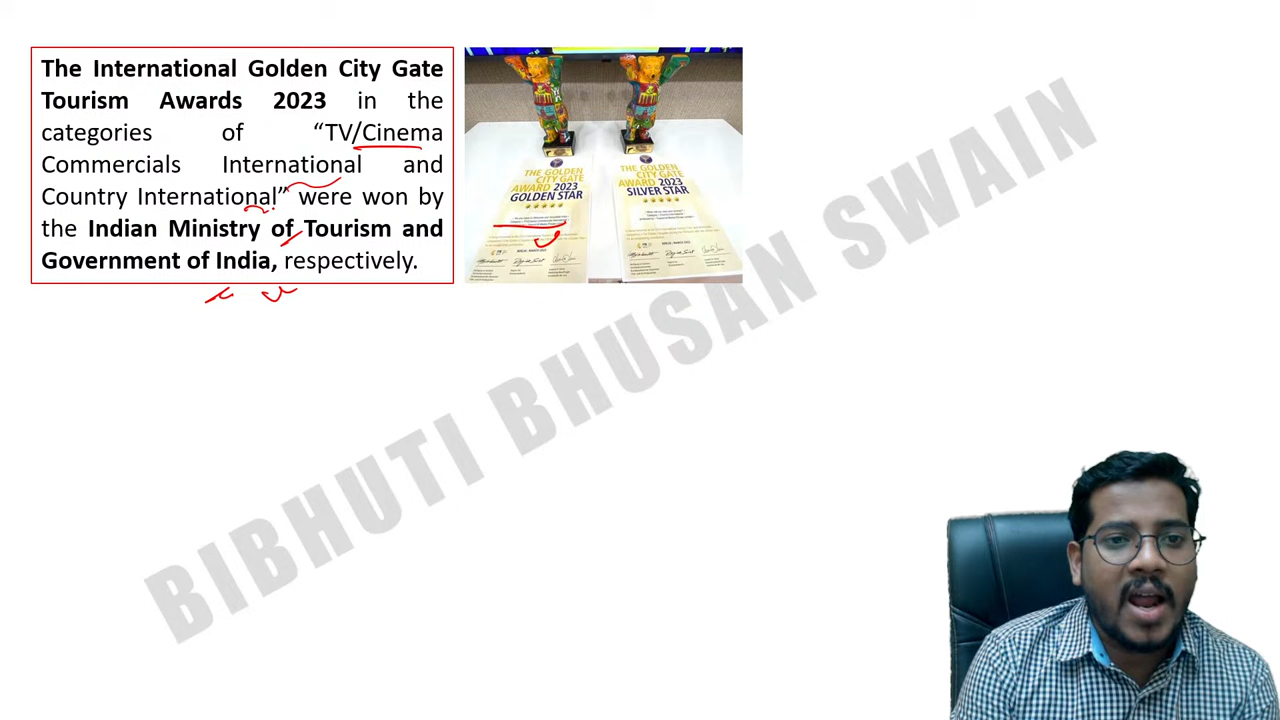 The International Golden City Gate
Tourism Awards 2023 in the
categories of “TV/Cinema
Commercials International and
Country International” were won by
the Indian Ministry of Tourism and
Government of India, respectively.
THE GOLDEN
CITY GATE
AWARD 2023
GOLDEN STAR
THE GOLDEN
CITY GATE
AWARD 2023
SILVER STAR
BIBHUTI BHUSAN SWAIN